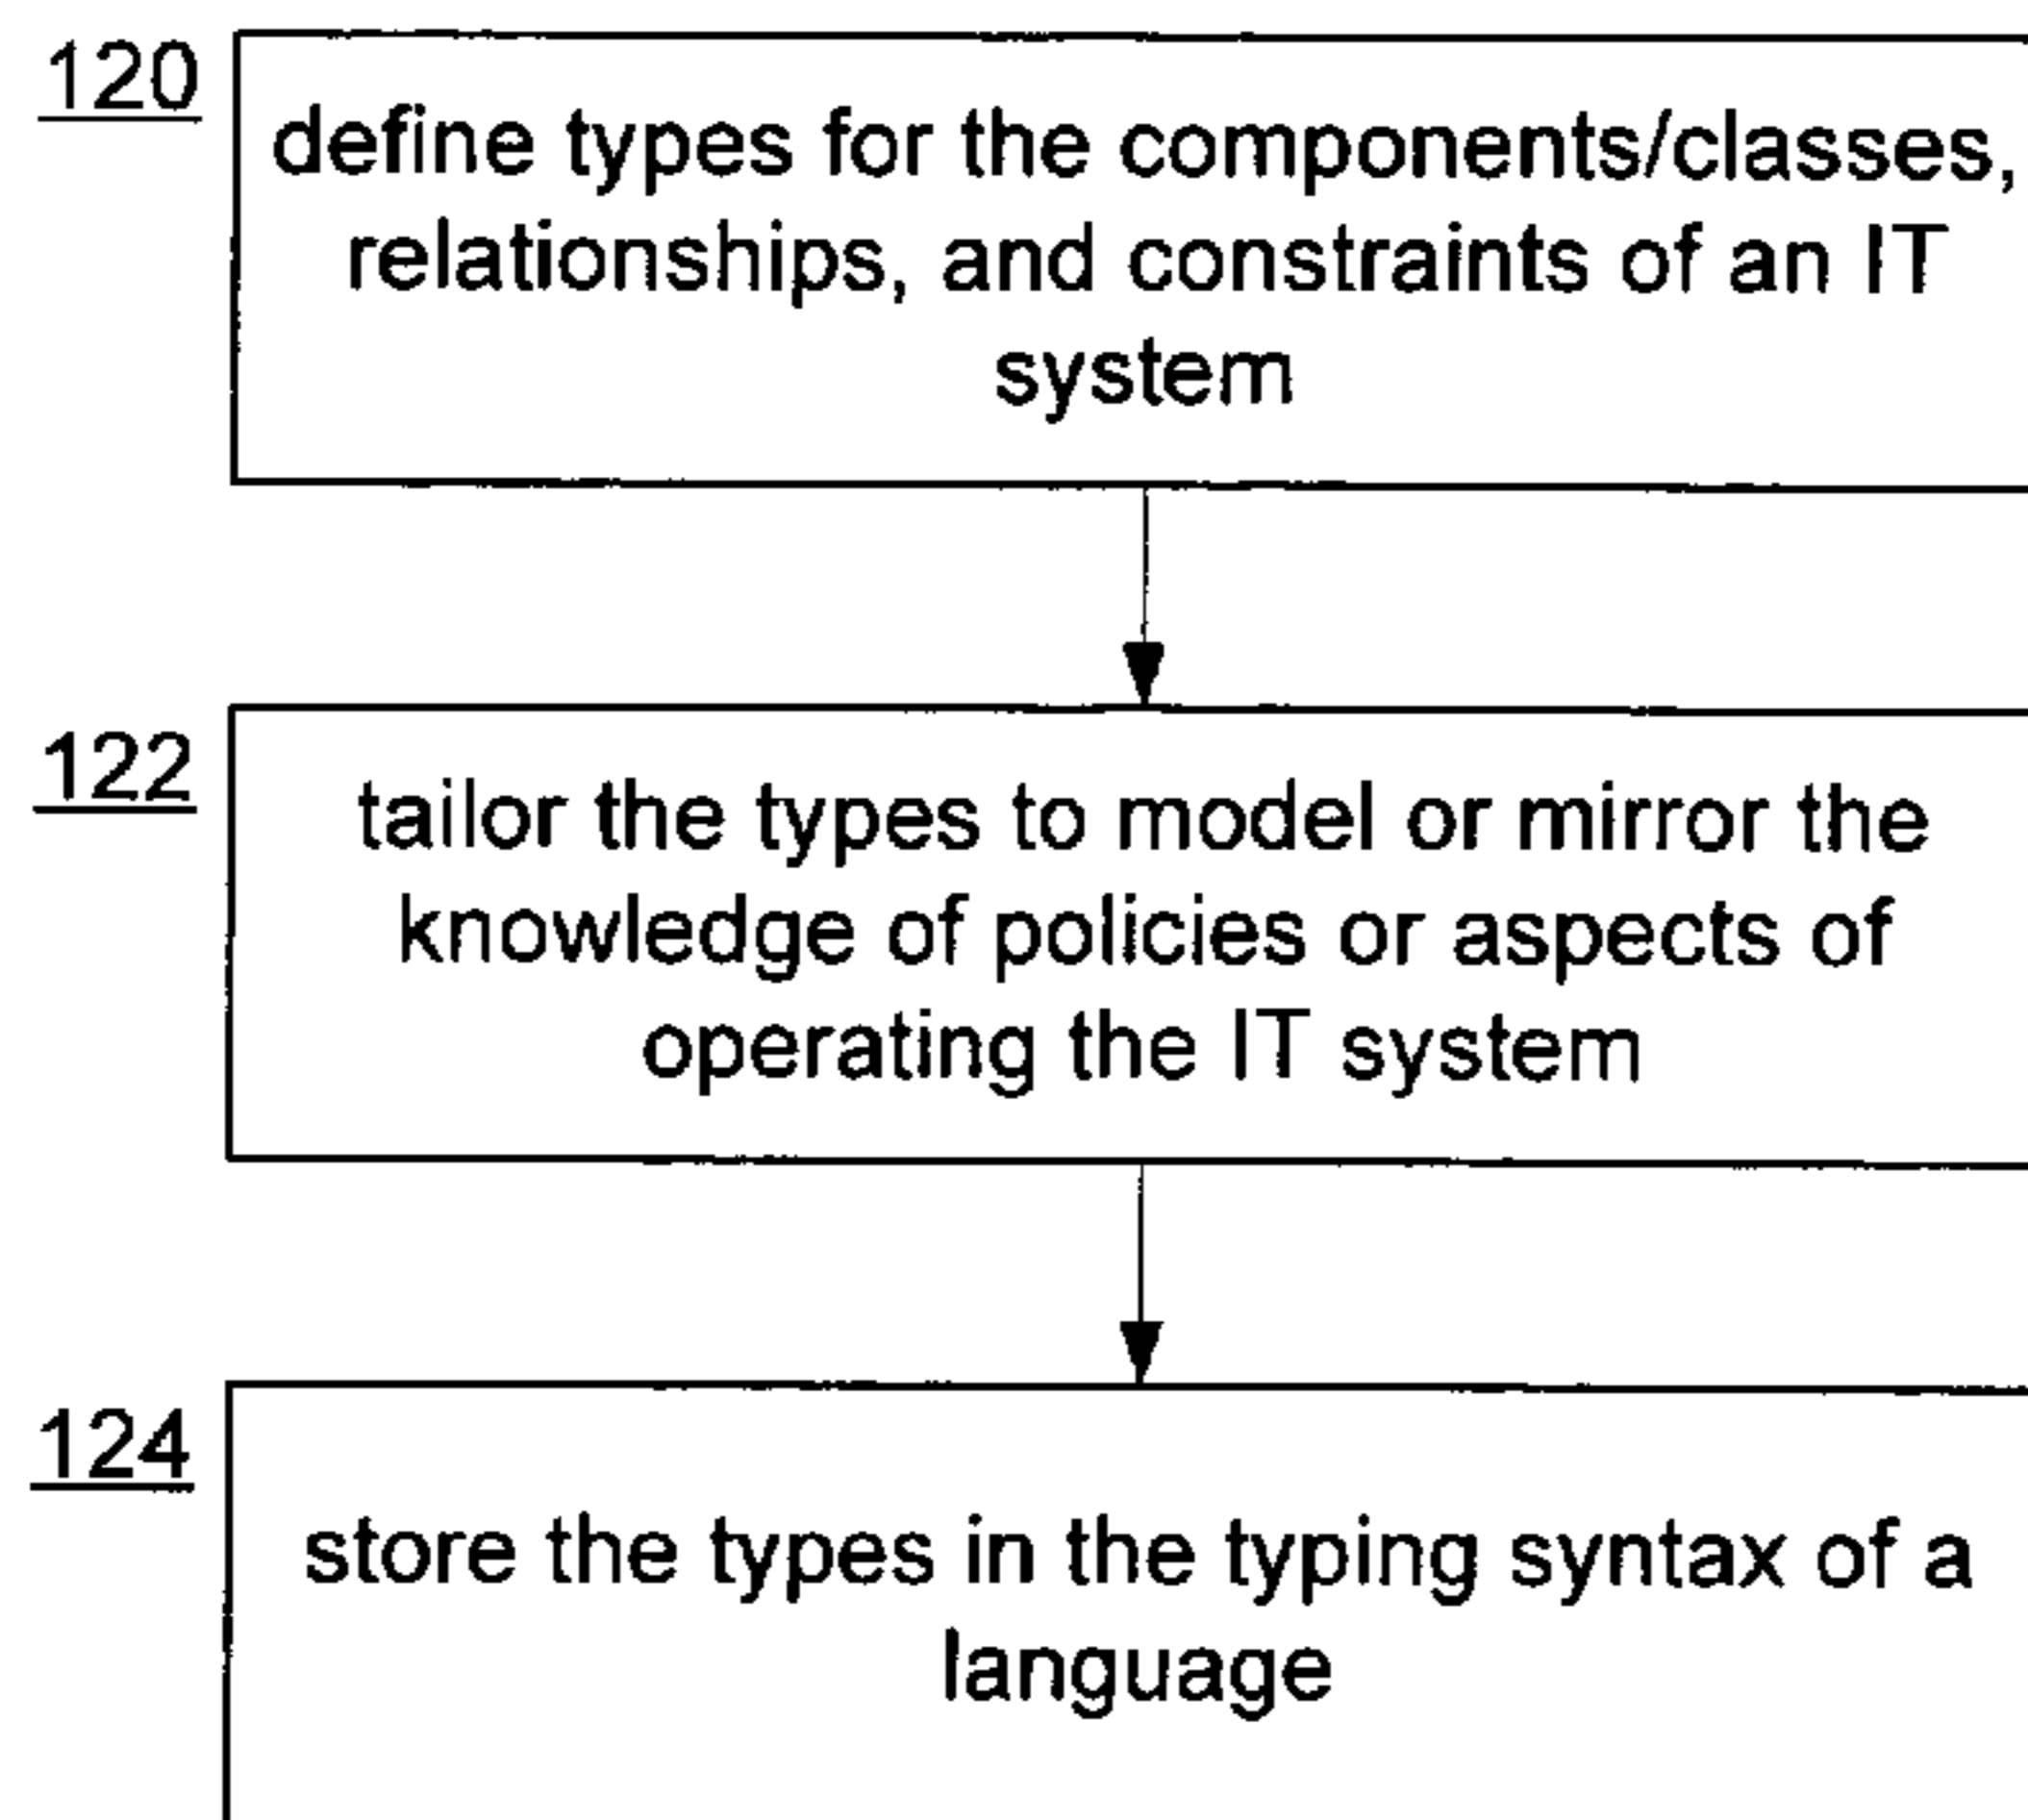 120
define types for the components/classes,
relationships, and constraints of an IT
system
122
tailor the types to model or mirror the
knowledge of policies or aspects of
operating the IT system
124
store the types in the typing syntax of a
language